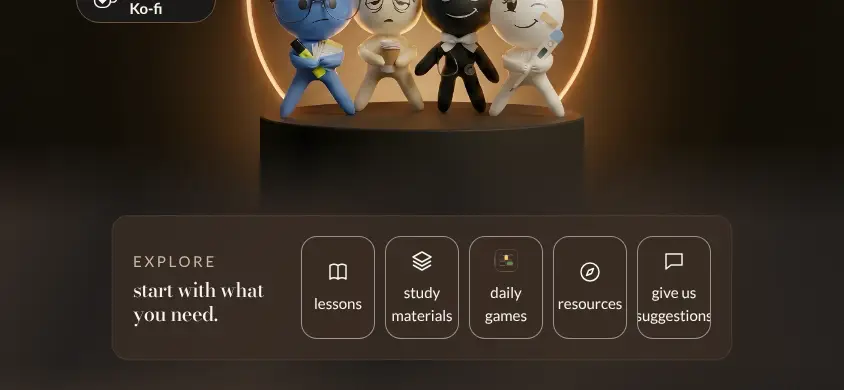 Ko-fi
EXPLORE
start with what
you need.
lessons
study
materials
daily
games
resources
give us
suggestions